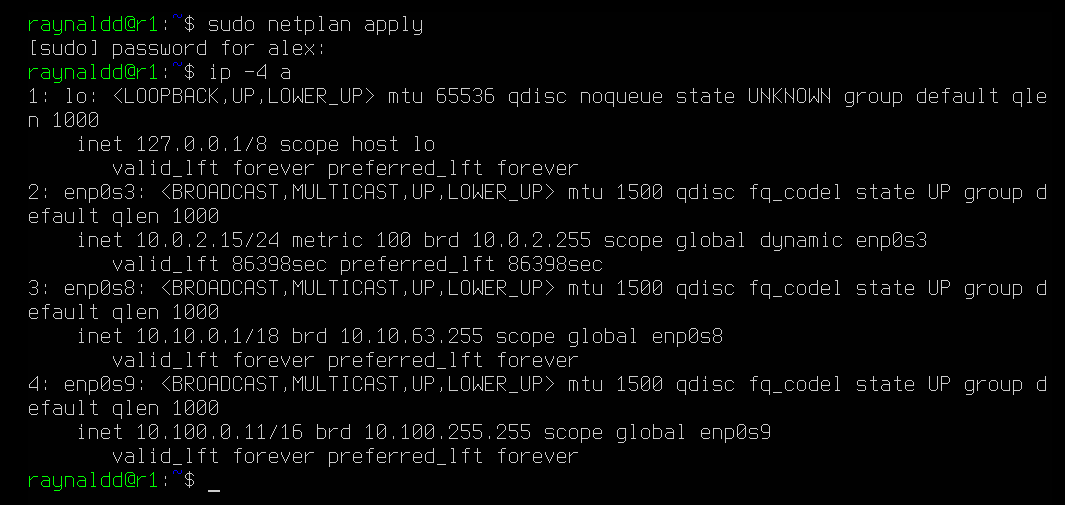 raynaldd@r1:~$ sudo netplan apply
[sudo] password for alex:
raynaldd@r1:~$ ip -4 a
1: lo: <LOOPBACK,UP,LOWER_UP> mtu 65536 qdisc noqueue state UNKNOWN group default qle
n 1000
    inet 127.0.0.1/8 scope host lo
       valid_lft forever preferred_lft forever
2: enp0s3: <BROADCAST,MULTICAST,UP,LOWER_UP> mtu 1500 qdisc fq_codel state UP group d
efault qlen 1000
    inet 10.0.2.15/24 metric 100 brd 10.0.2.255 scope global dynamic enp0s3
       valid_lft 86398sec preferred_lft 86398sec
3: enp0s8: <BROADCAST,MULTICAST,UP,LOWER_UP> mtu 1500 qdisc fq_codel state UP group d
efault qlen 1000
    inet 10.10.0.1/18 brd 10.10.63.255 scope global enp0s8
       valid_lft forever preferred_lft forever
4: enp0s9: <BROADCAST,MULTICAST,UP,LOWER_UP> mtu 1500 qdisc fq_codel state UP group d
efault qlen 1000
    inet 10.100.0.11/16 brd 10.100.255.255 scope global enp0s9
       valid_lft forever preferred_lft forever
raynaldd@r1:~$ _